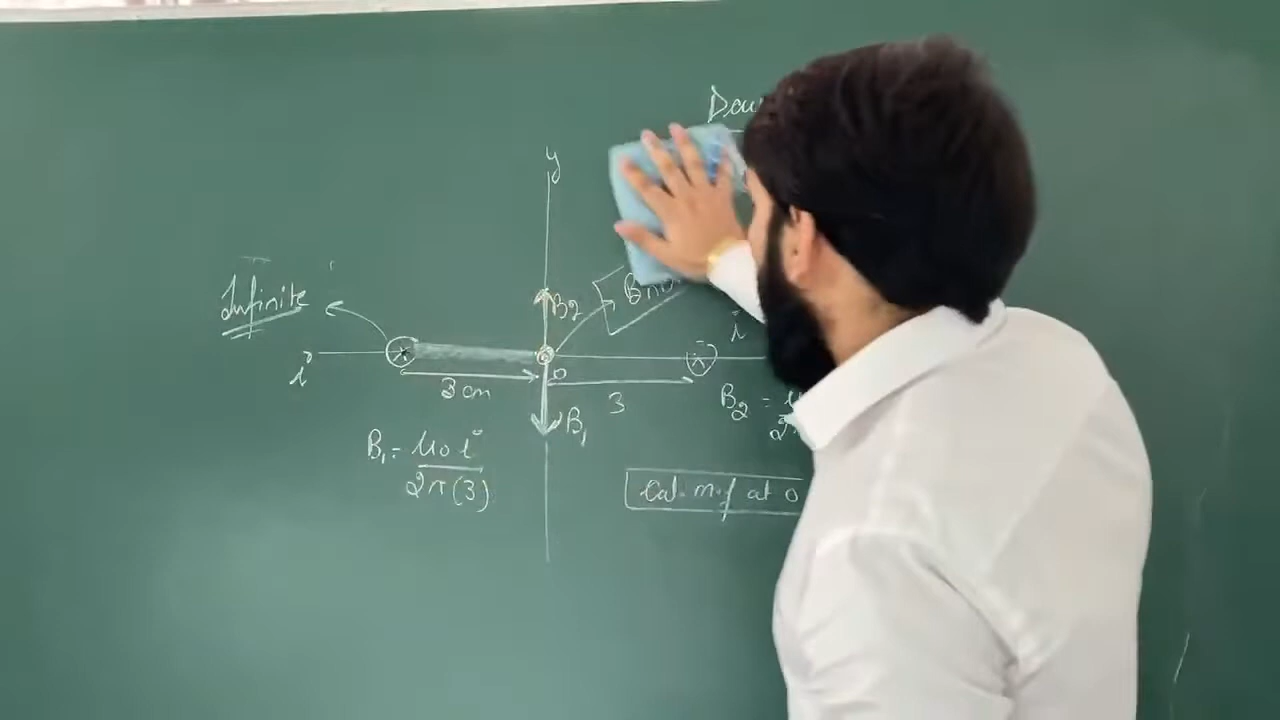 y
Infinite
B2
i
i
3 cm
o
3
B1
B2 =
B1 = μ0 i
2π(3)
Cal. m.f at o